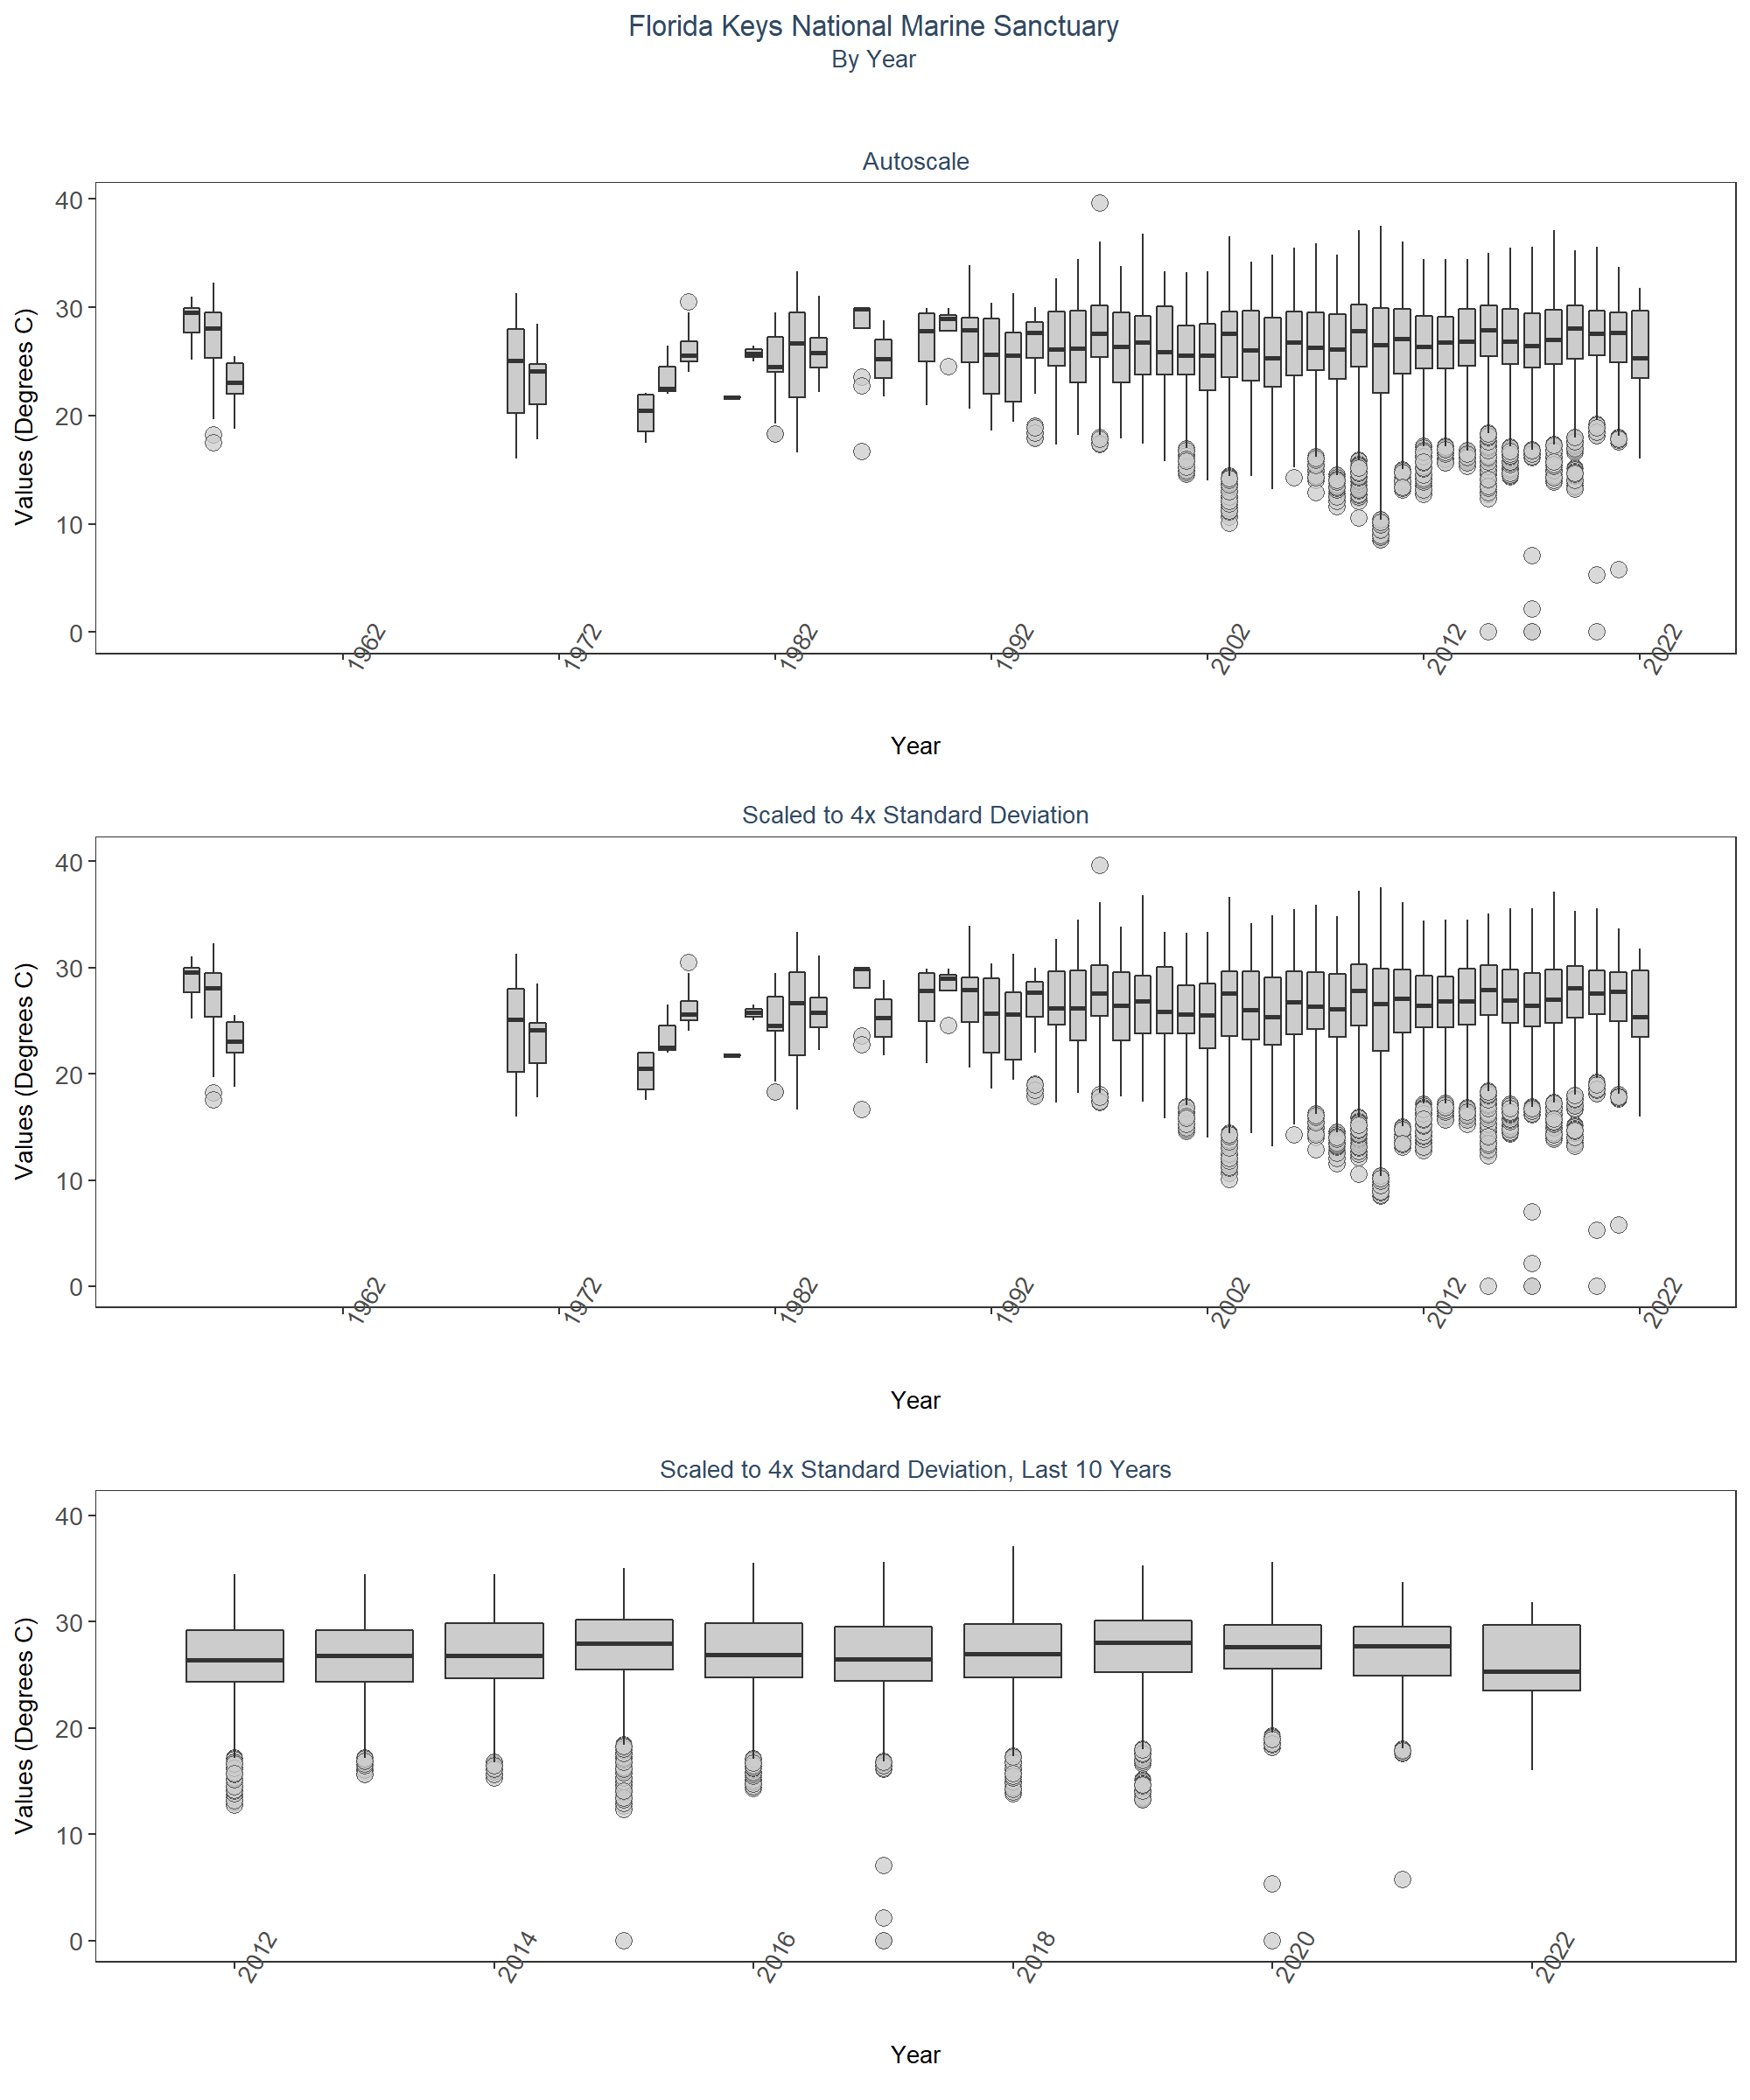 Florida Keys National Marine Sanctuary
By Year
Autoscale
Values (Degrees C)
40
30
20
10
0
1962 1972 1982 1992 2002 2012 2022
Year
Scaled to 4x Standard Deviation
Values (Degrees C)
40
30
20
10
0
1962 1972 1982 1992 2002 2012 2022
Year
Scaled to 4x Standard Deviation, Last 10 Years
Values (Degrees C)
40
30
20
10
0
2012 2014 2016 2018 2020 2022
Year